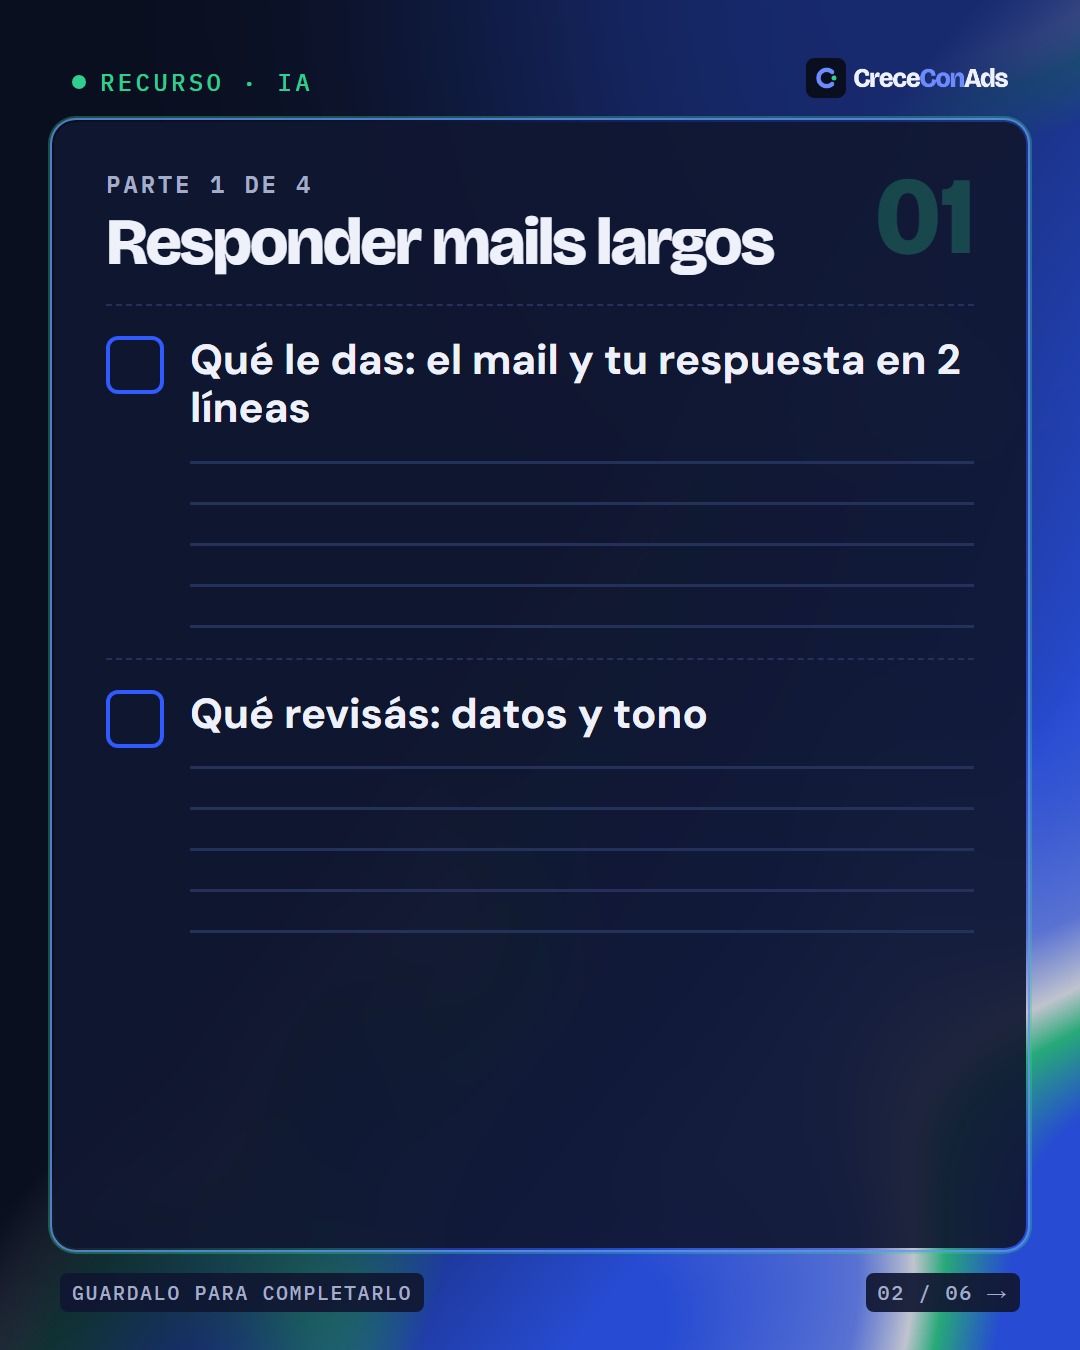 RECURSO · IA
CreceConAds
PARTE 1 DE 4
01
Responder mails largos
Qué le das: el mail y tu respuesta en 2
líneas
Qué revisás: datos y tono
GUARDALO PARA COMPLETARLO
02 / 06 →